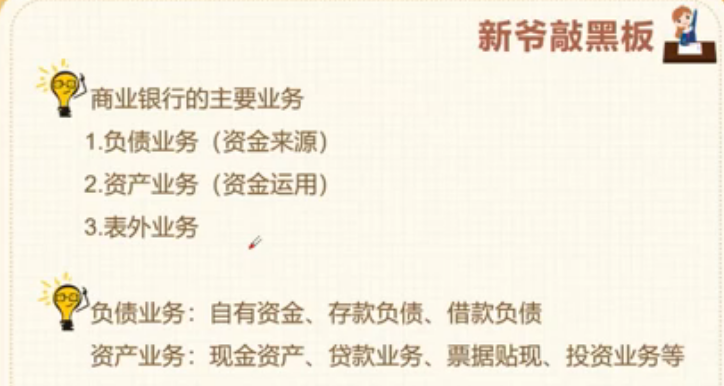 新爷敲黑板
商业银行的主要业务
1.负债业务（资金来源）
2.资产业务（资金运用）
3.表外业务
负债业务：自有资金、存款负债、借款负债
资产业务：现金资产、贷款业务、票据贴现、投资业务等